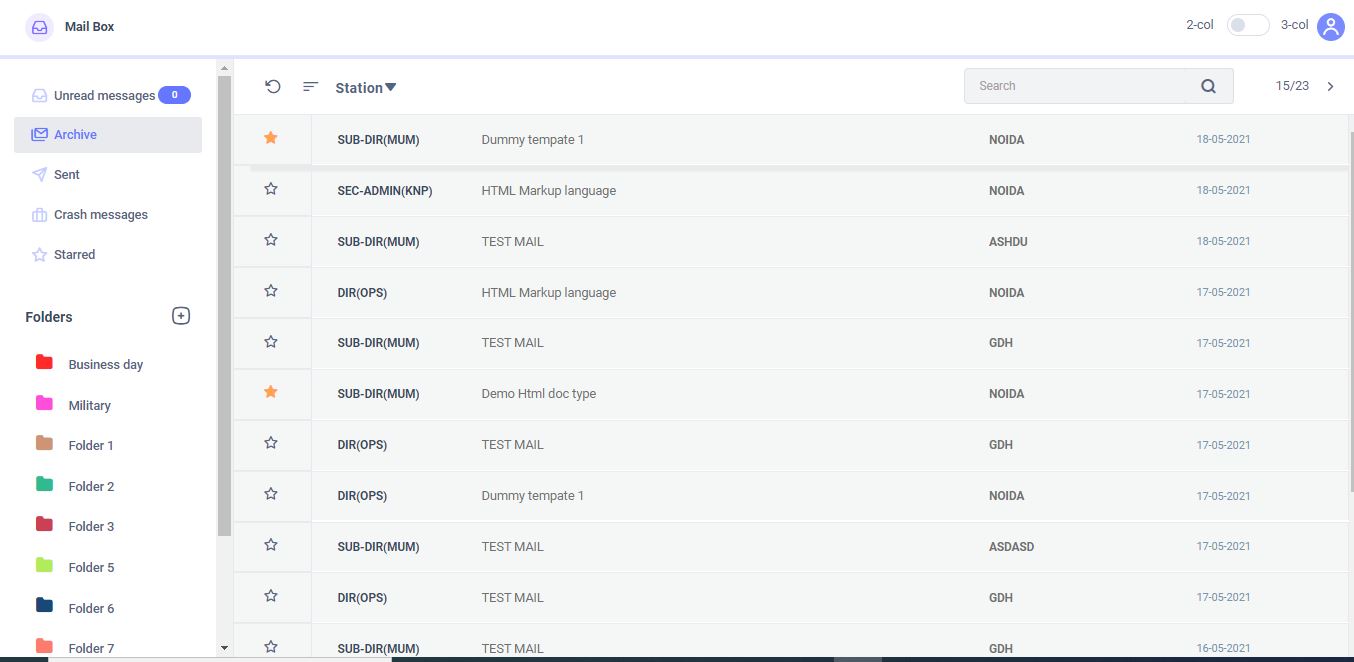 Mail Box
2-col 3-col
Unread messages 0
Archive
Sent
Crash messages
Starred
Folders
Business day
Military
Folder 1
Folder 2
Folder 3
Folder 5
Folder 6
Folder 7
Station Search 15/23
SUB-DIR(MUM) Dummy tempate 1 NOIDA 18-05-2021
SEC-ADMIN(KNP) HTML Markup language NOIDA 18-05-2021
SUB-DIR(MUM) TEST MAIL ASHDU 18-05-2021
DIR(OPS) HTML Markup language NOIDA 17-05-2021
SUB-DIR(MUM) TEST MAIL GDH 17-05-2021
SUB-DIR(MUM) Demo Html doc type NOIDA 17-05-2021
DIR(OPS) TEST MAIL GDH 17-05-2021
DIR(OPS) Dummy tempate 1 NOIDA 17-05-2021
SUB-DIR(MUM) TEST MAIL ASDASD 17-05-2021
DIR(OPS) TEST MAIL GDH 17-05-2021
SUB-DIR(MUM) TEST MAIL GDH 16-05-2021